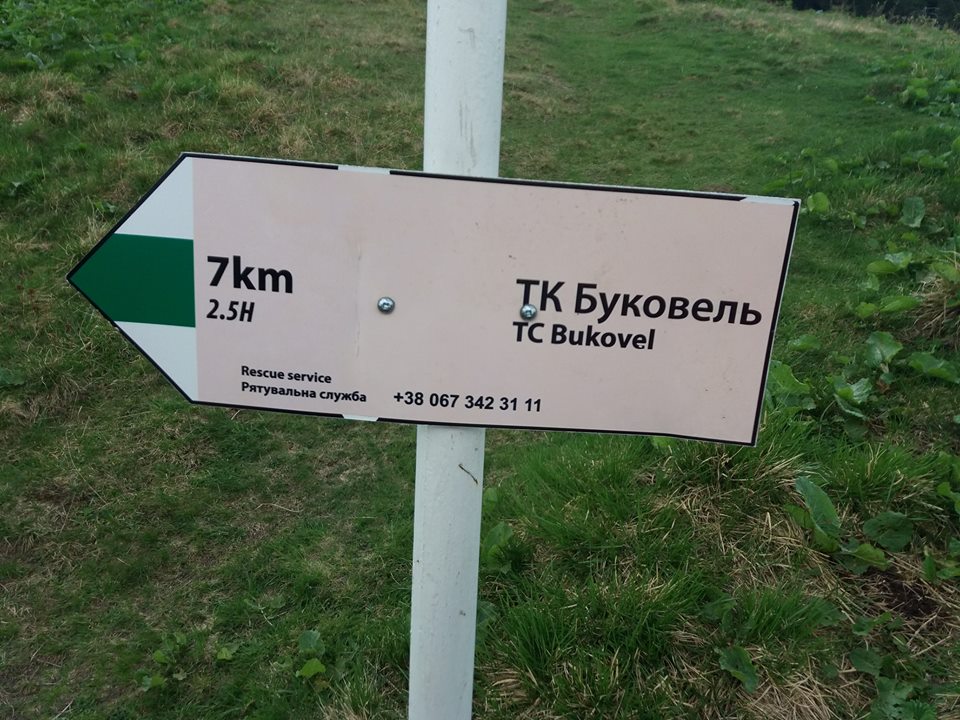 7km
2.5H
ТК Буковель
TC Bukovel
Rescue service
Рятувальна служба
+38 067 342 31 11